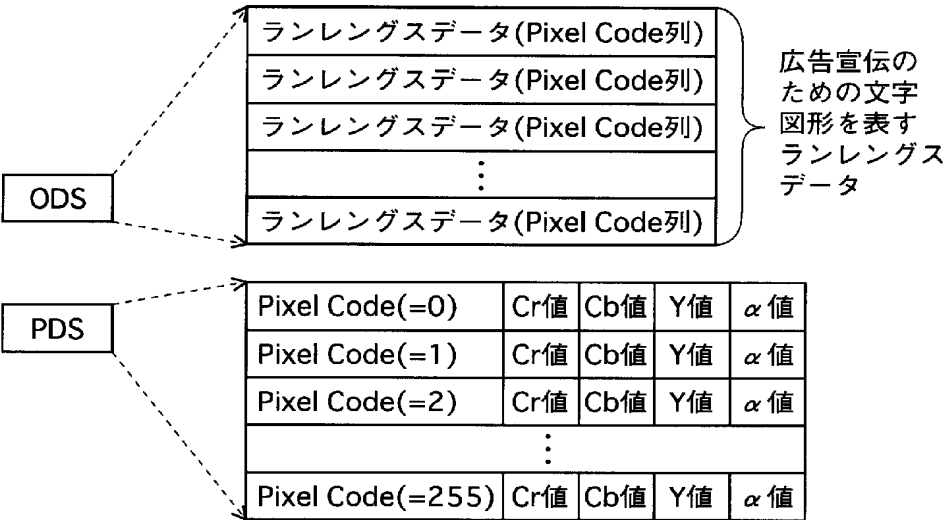 ランレングスデータ(Pixel Code列)
ランレングスデータ(Pixel Code列)
ランレングスデータ(Pixel Code列)
⋮
ランレングスデータ(Pixel Code列)
広告宣伝の
ための文字
図形を表す
ランレングス
データ
ODS
PDS
Pixel Code(=0) Cr値 Cb値 Y値 α値
Pixel Code(=1) Cr値 Cb値 Y値 α値
Pixel Code(=2) Cr値 Cb値 Y値 α値
⋮
Pixel Code(=255) Cr値 Cb値 Y値 α値